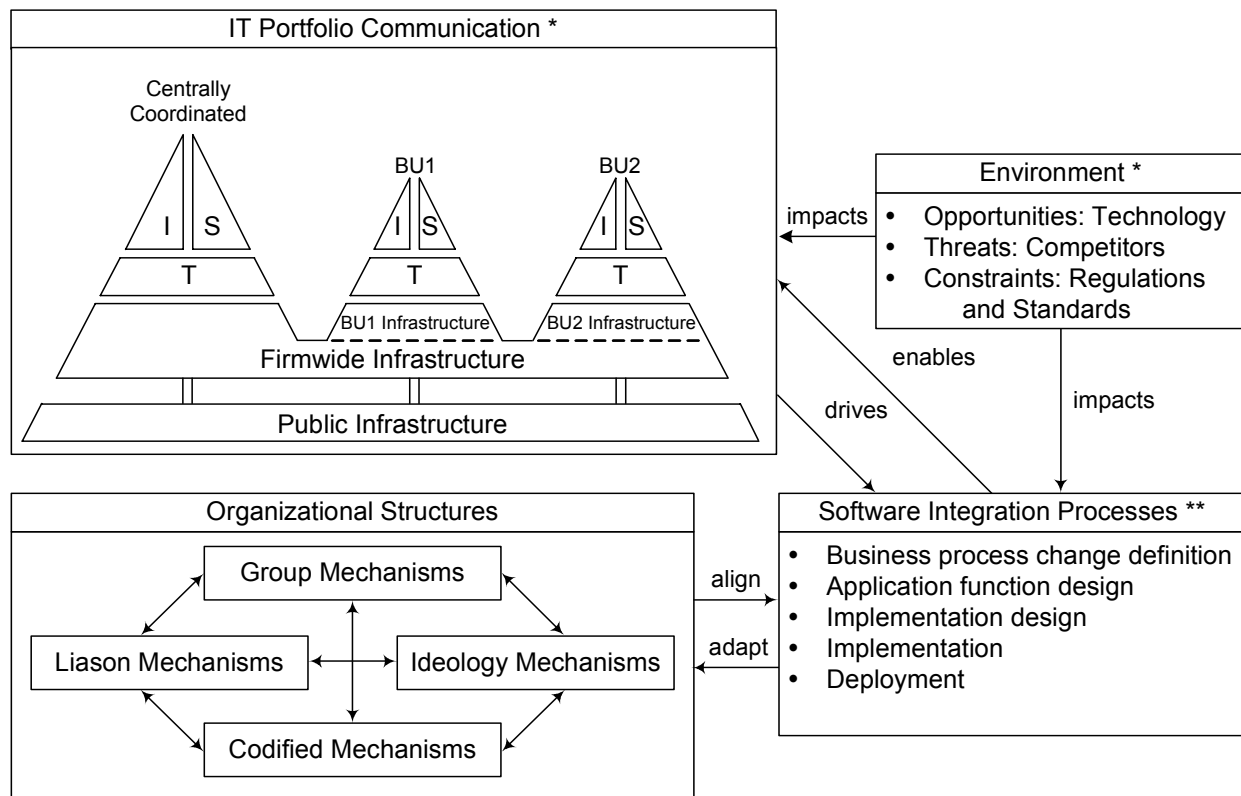 IT Portfolio Communication *
Centrally
Coordinated
BU1
BU2
I S
I S
I S
T
T
T
BU1 Infrastructure
BU2 Infrastructure
Firmwide Infrastructure
Public Infrastructure
Environment *
• Opportunities: Technology
• Threats: Competitors
• Constraints: Regulations
and Standards
impacts
enables
drives
impacts
Organizational Structures
Group Mechanisms
Liason Mechanisms
Ideology Mechanisms
Codified Mechanisms
align
adapt
Software Integration Processes **
• Business process change definition
• Application function design
• Implementation design
• Implementation
• Deployment